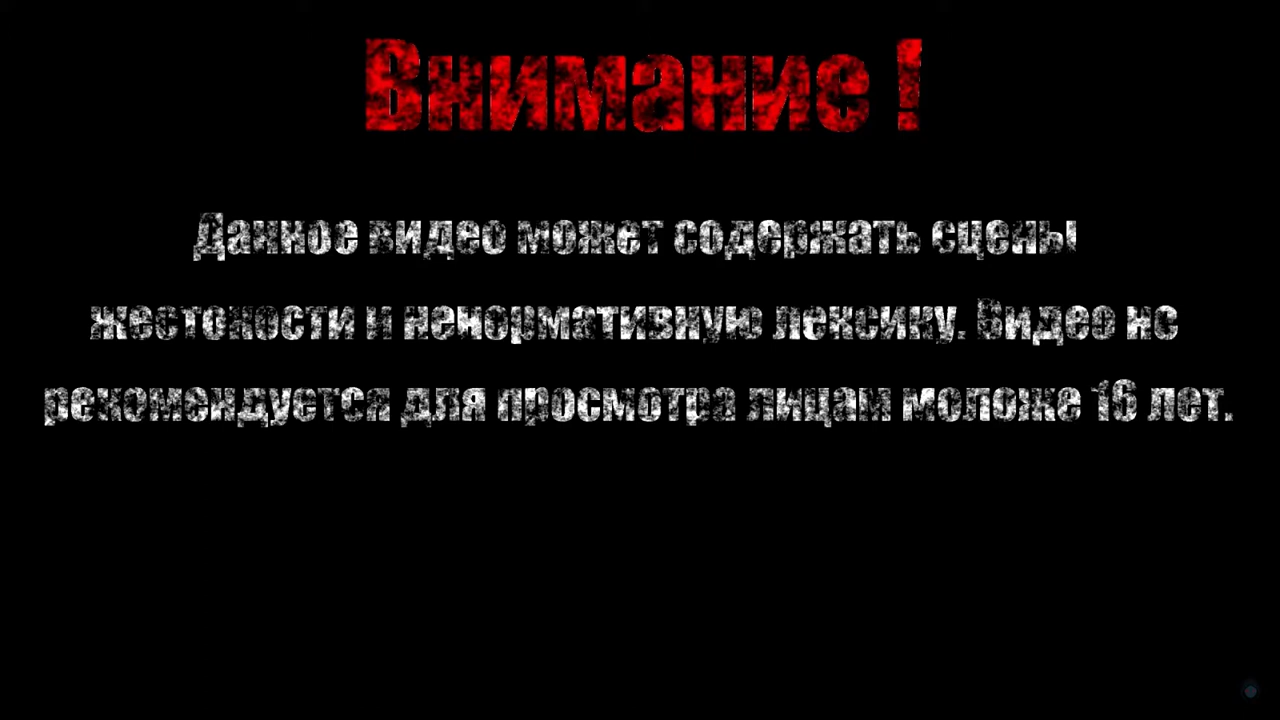 Внимание !
Данное видео может содержать сцены
жестокости и ненормативную лексику. Видео не
рекомендуется для просмотра лицам моложе 16 лет.